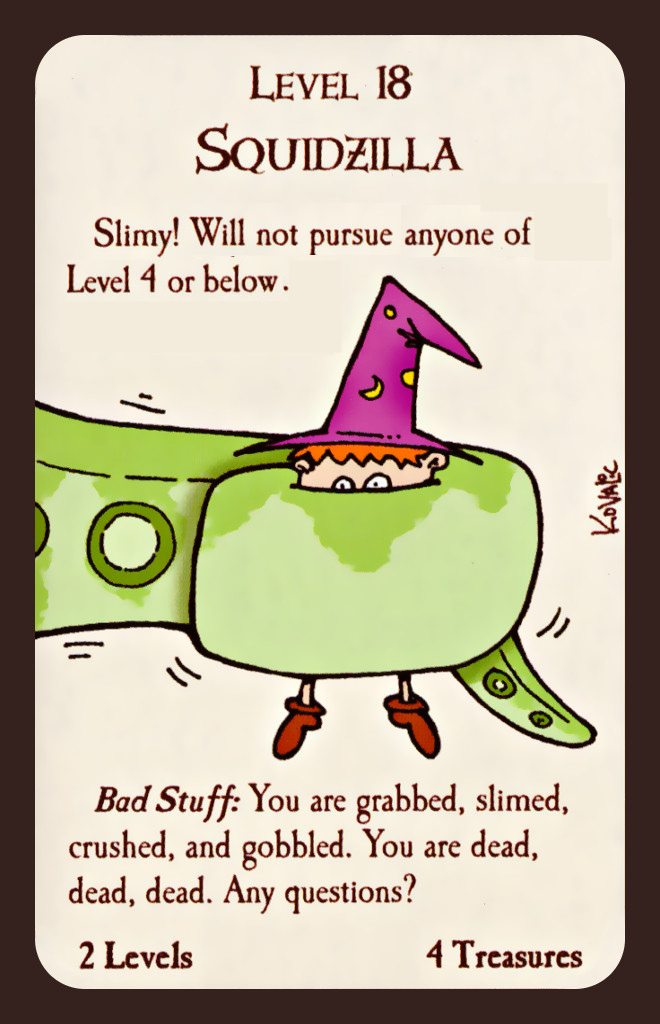 Level 18
Squidzilla
Slimy! Will not pursue anyone of
Level 4 or below.
Kovalic
Bad Stuff: You are grabbed, slimed,
crushed, and gobbled. You are dead,
dead, dead. Any questions?
2 Levels
4 Treasures